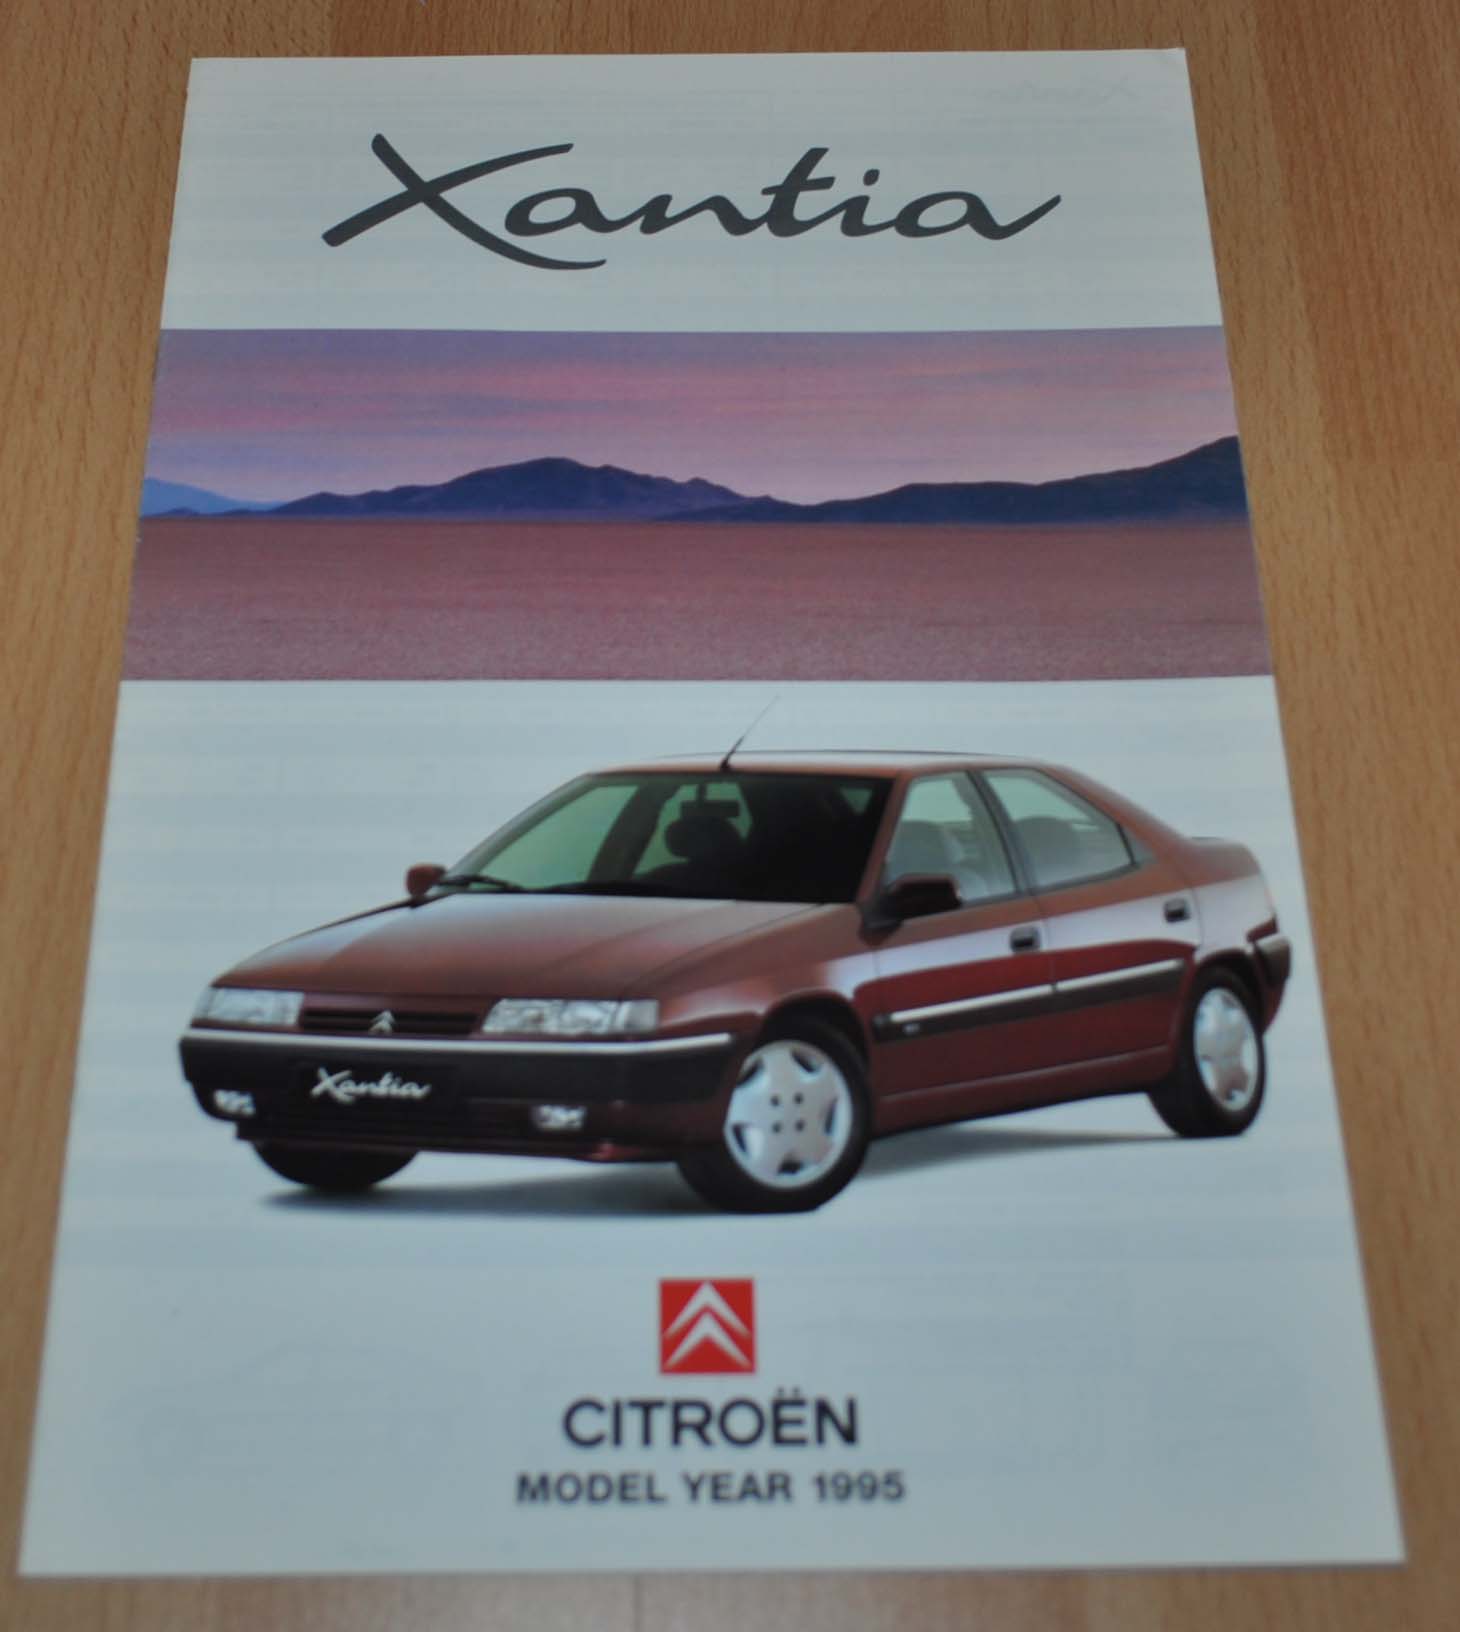 Xantia
Xantia
CITROËN
MODEL YEAR 1995